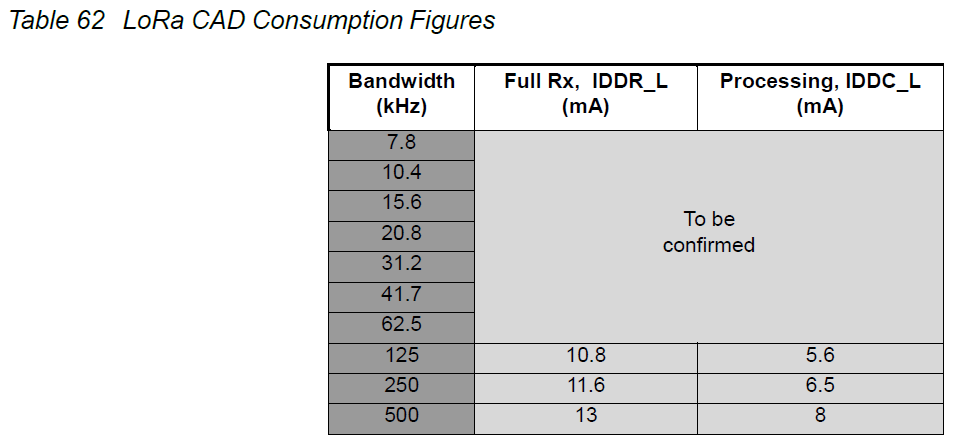 Table 62 LoRa CAD Consumption Figures
Bandwidth (kHz) Full Rx, IDDR_L (mA) Processing, IDDC_L (mA)
7.8
10.4
15.6
20.8
31.2
41.7
62.5
To be
confirmed
125 10.8 5.6
250 11.6 6.5
500 13 8